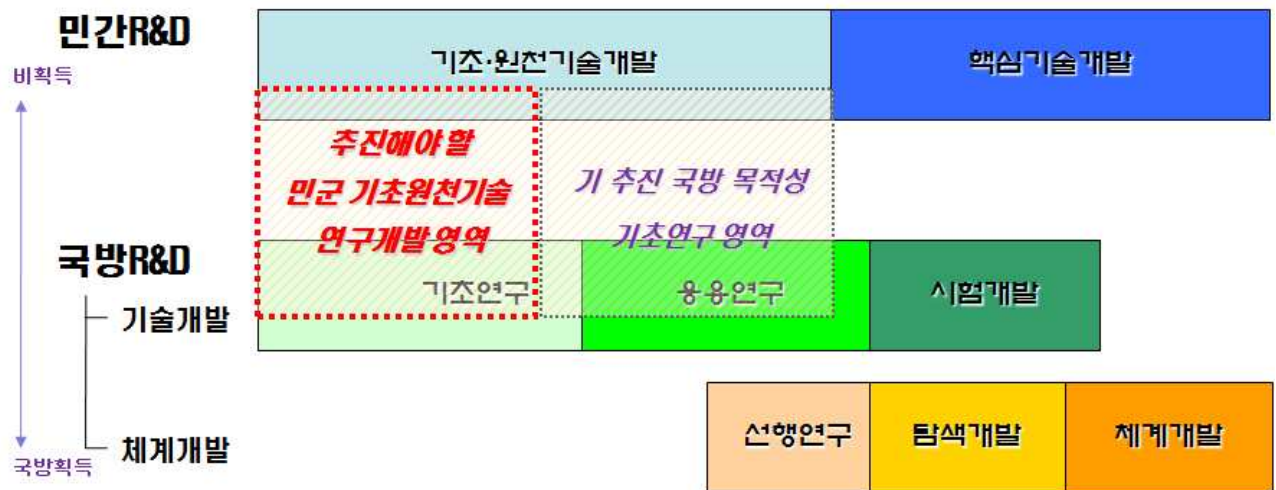 민간R&D
비획득
기초·원천기술개발
핵심기술개발
추진해야 할
민군 기초원천기술
연구개발 영역
기 추진 국방 목적성
기초연구 영역
국방R&D
기술개발
기초연구
응용연구
시험개발
체계개발
국방획득
선행연구
탐색개발
체계개발